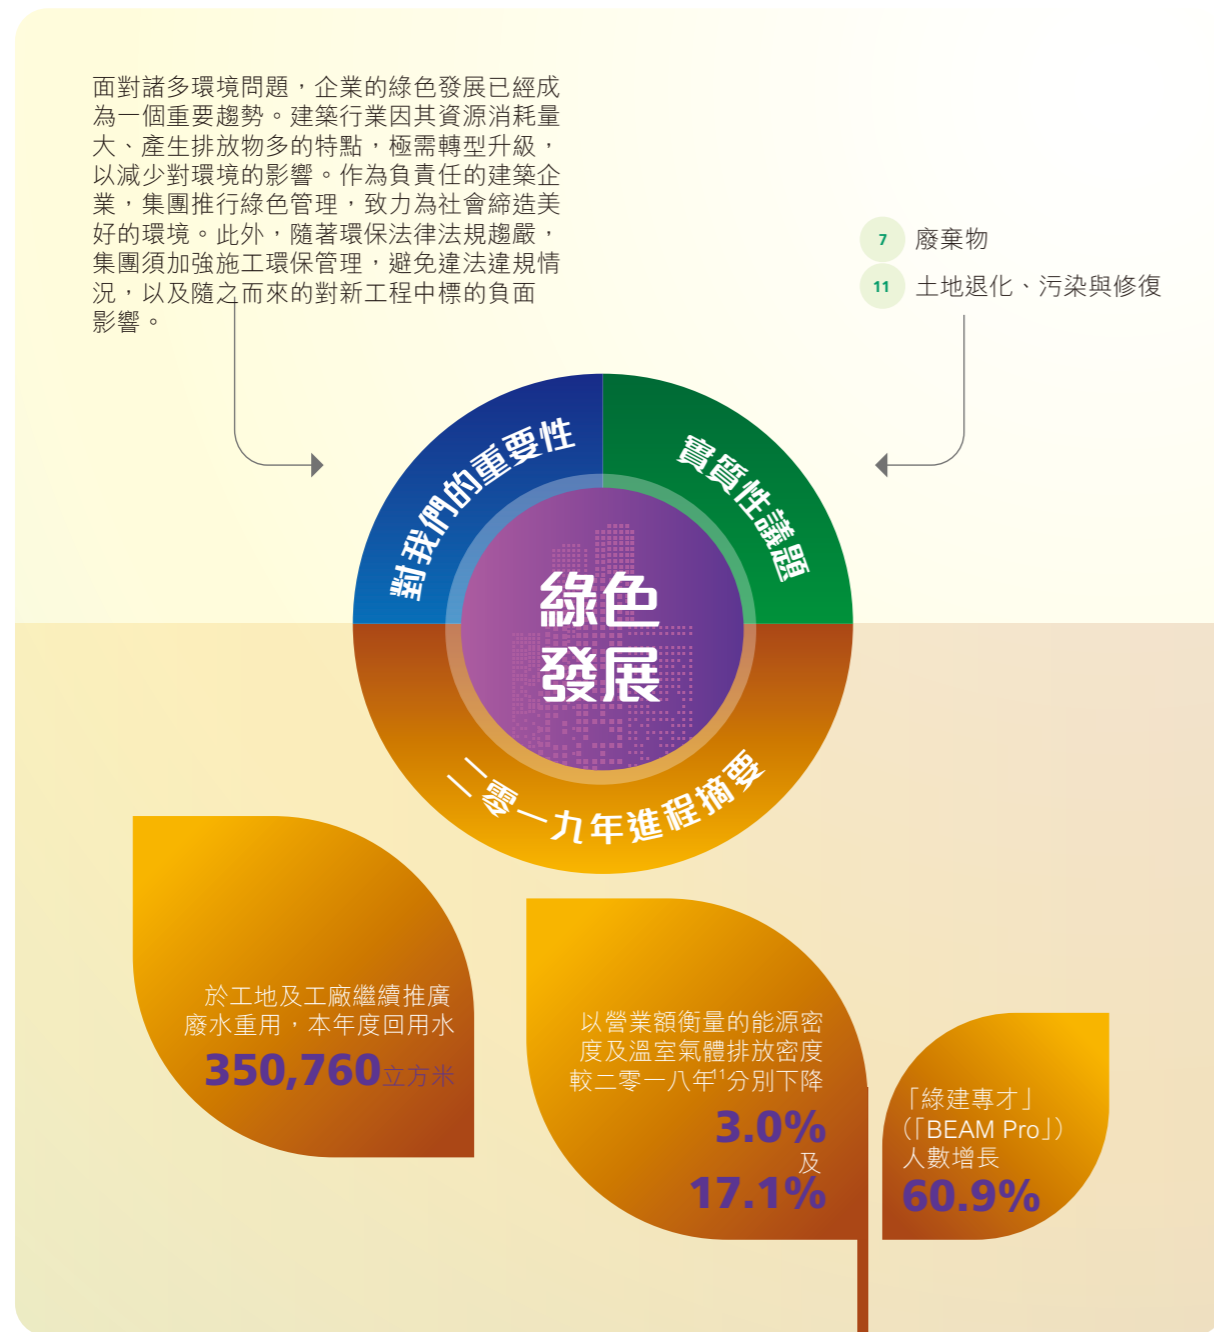 面對諸多環境問題，企業的綠色發展已經成
為一個重要趨勢。建築行業因其資源消耗量
大、產生排放物多的特點，極需轉型升級，
以減少對環境的影響。作為負責任的建築企
業，集團推行綠色管理，致力為社會締造美
好的環境。此外，隨著環保法律法規趨嚴，
集團須加強施工環保管理，避免違法違規情
況，以及隨之而來的對新工程中標的負面
影響。
7 廢棄物
11 土地退化、污染與修復
對我們的重要性
實質性議題
綠色
發展
二零一九年進程摘要
於工地及工廠繼續推廣
廢水重用，本年度回用水
350,760立方米
以營業額衡量的能源密
度及溫室氣體排放密度
較二零一八年11分別下降
3.0%
及
17.1%
「綠建專才」
(「BEAM Pro」)
人數增長
60.9%